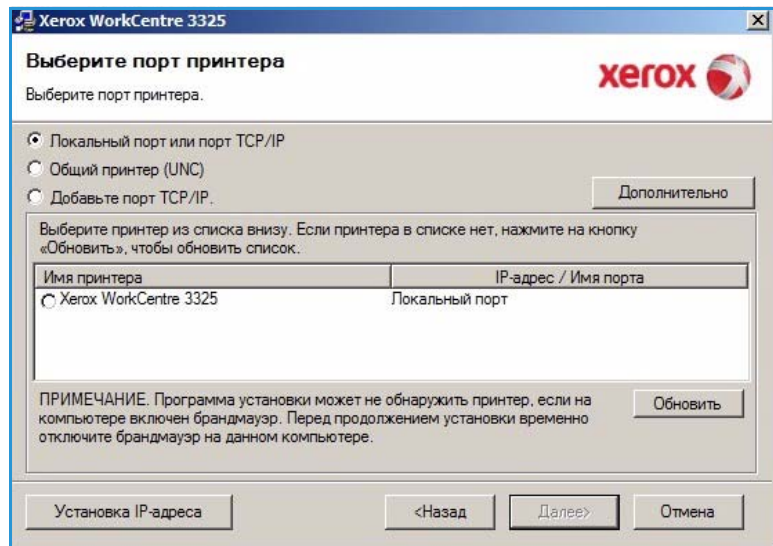 Xerox WorkCentre 3325
Выберите порт принтера
Выберите порт принтера.
xerox
Локальный порт или порт TCP/IP
Общий принтер (UNC)
Добавьте порт TCP/IP.
Дополнительно
Выберите принтер из списка внизу. Если принтера в списке нет, нажмите на кнопку
«Обновить», чтобы обновить список.
Имя принтера IP-адрес / Имя порта
Xerox WorkCentre 3325 Локальный порт
ПРИМЕЧАНИЕ. Программа установки может не обнаружить принтер, если на
компьютере включен брандмауэр. Перед продолжением установки временно
отключите брандмауэр на данном компьютере.
Обновить
Установка IP-адреса <Назад Далее> Отмена